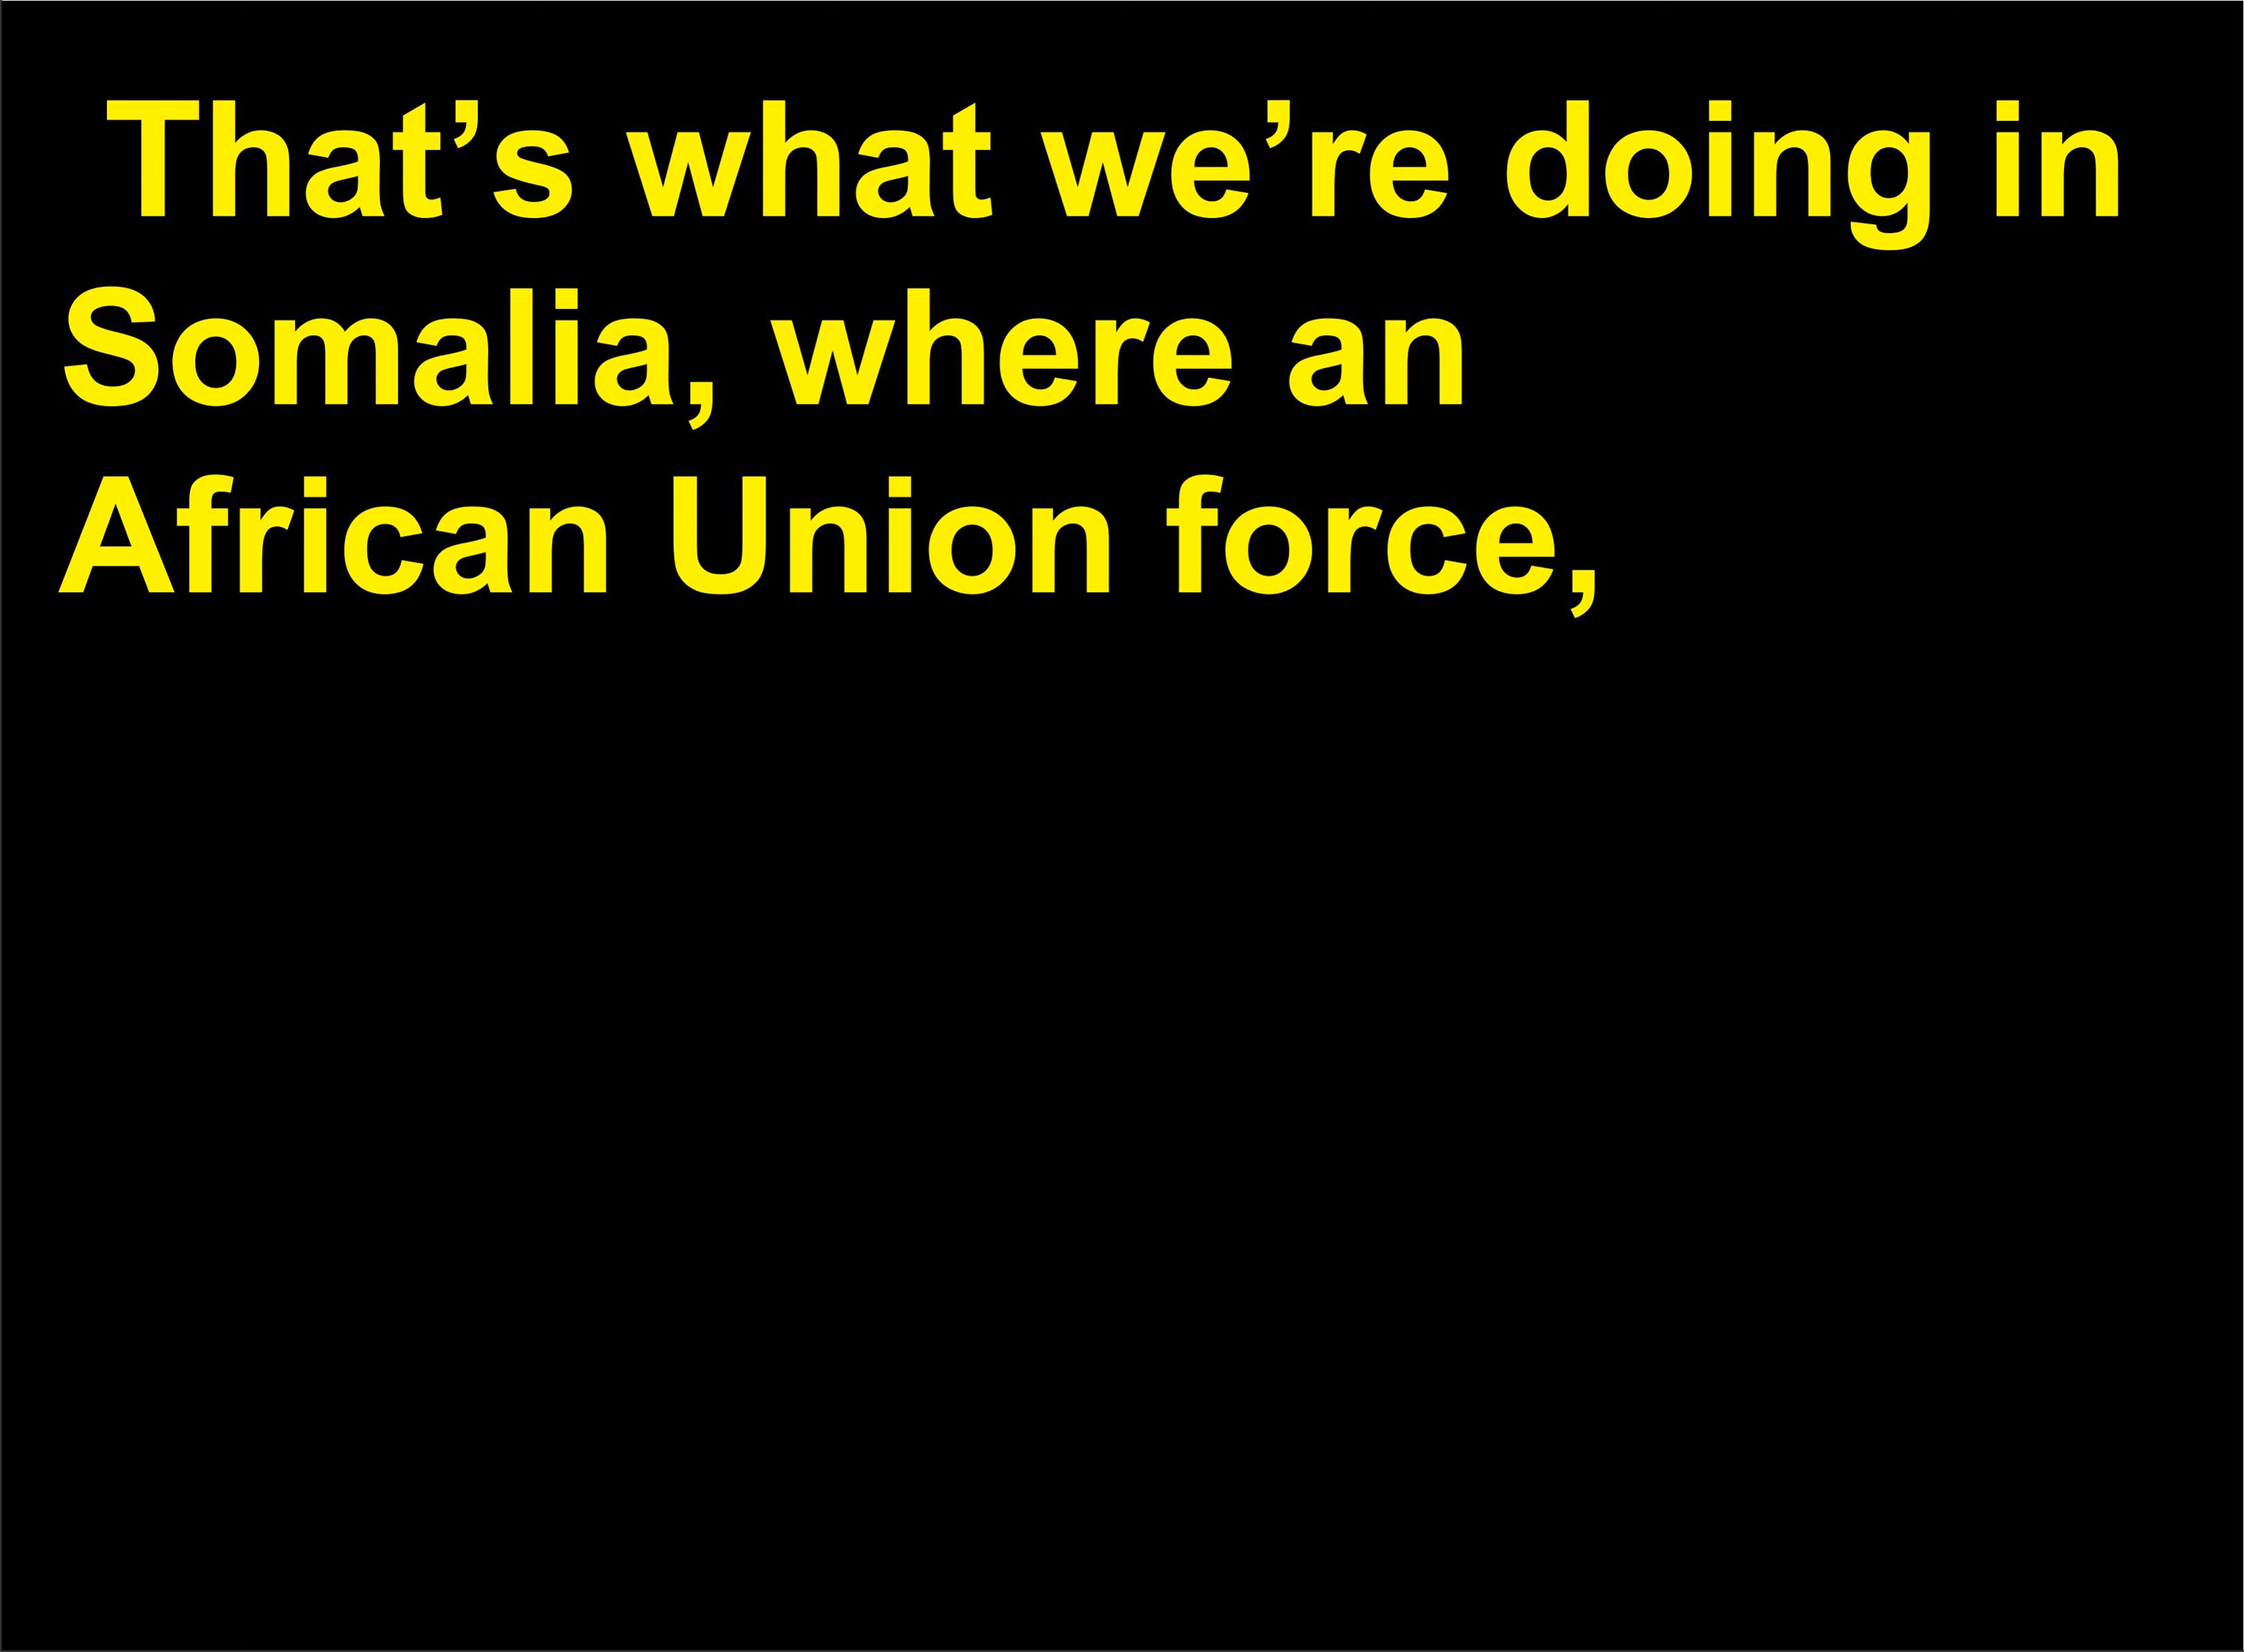 That’s what we’re doing in
Somalia, where an
African Union force,